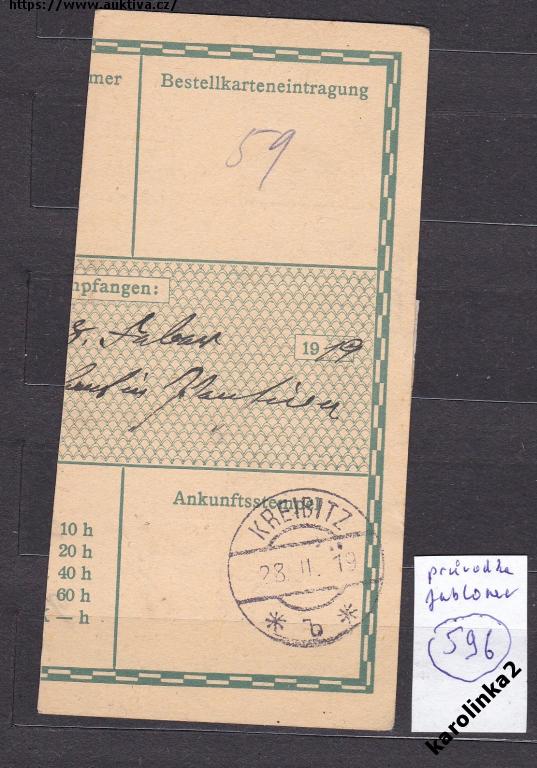 https://www.auktiva.cz/
mer
Bestellkarteneintragung
59
mpfangen:
1919
Ankunftsstempel
KREIBITZ
28.II.19
* b *
10 h
20 h
40 h
60 h
— h
průvodka
Jablonec
596
karolinka2